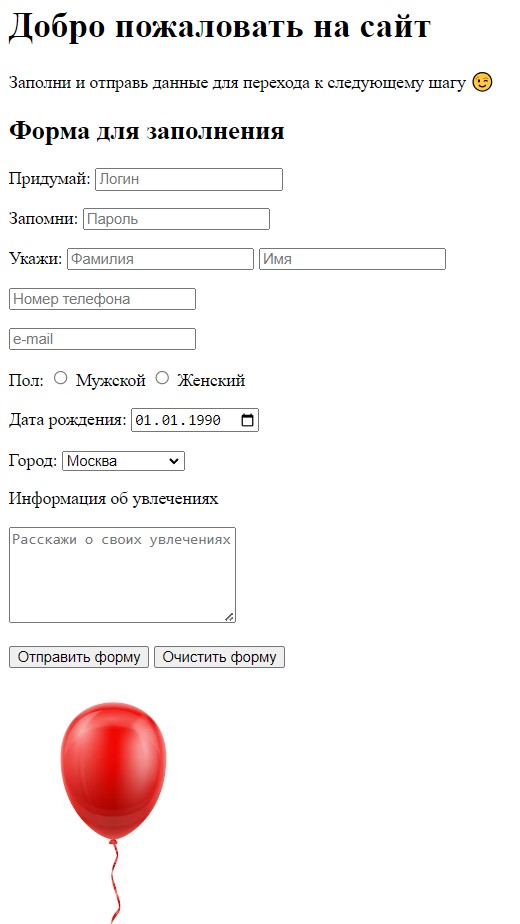 Добро пожаловать на сайт
Заполни и отправь данные для перехода к следующему шагу 😉
Форма для заполнения
Придумай: Логин
Запомни: Пароль
Укажи: Фамилия Имя
Номер телефона
e-mail
Пол: Мужской Женский
Дата рождения: 01.01.1990
Город: Москва
Информация об увлечениях
Расскажи о своих увлечениях
Отправить форму Очистить форму